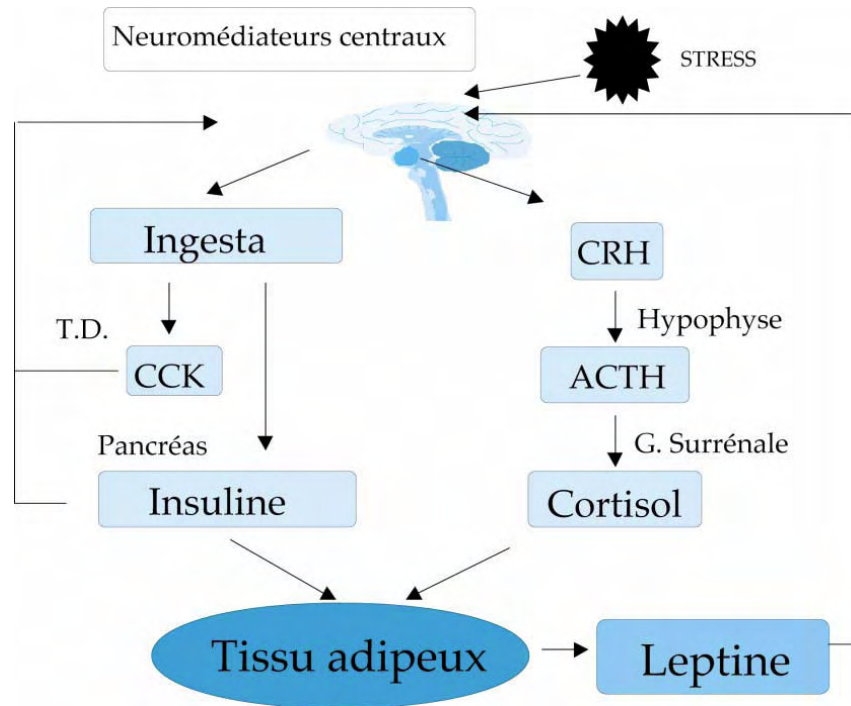 Neuromédiateurs centraux
STRESS
Ingesta
CRH
T.D.
Hypophyse
CCK
ACTH
Pancréas
G. Surrénale
Insuline
Cortisol
Tissu adipeux
Leptine